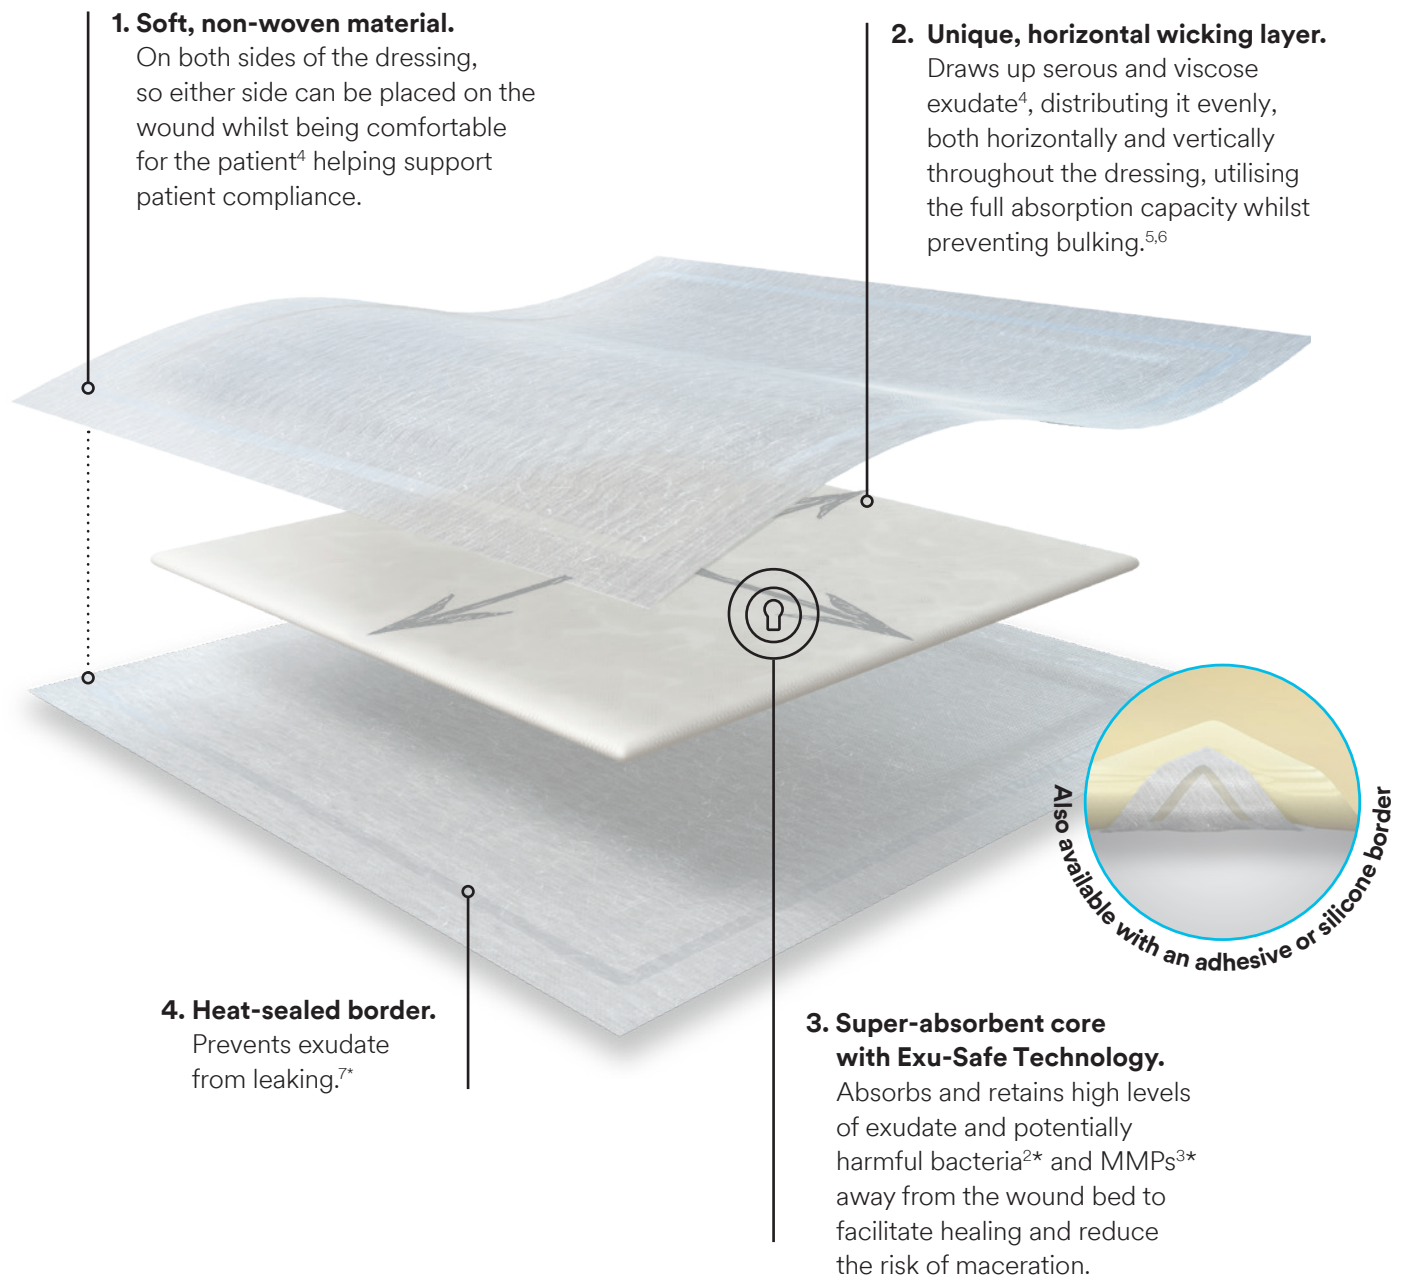 1. Soft, non-woven material.
On both sides of the dressing,
so either side can be placed on the
wound whilst being comfortable
for the patient⁴ helping support
patient compliance.
2. Unique, horizontal wicking layer.
Draws up serous and viscose
exudate⁴, distributing it evenly,
both horizontally and vertically
throughout the dressing, utilising
the full absorption capacity whilst
preventing bulking.⁵,⁶
Also available with an adhesive or silicone border
4. Heat-sealed border.
Prevents exudate
from leaking.⁷*
3. Super-absorbent core
with Exu-Safe Technology.
Absorbs and retains high levels
of exudate and potentially
harmful bacteria²* and MMPs³*
away from the wound bed to
facilitate healing and reduce
the risk of maceration.